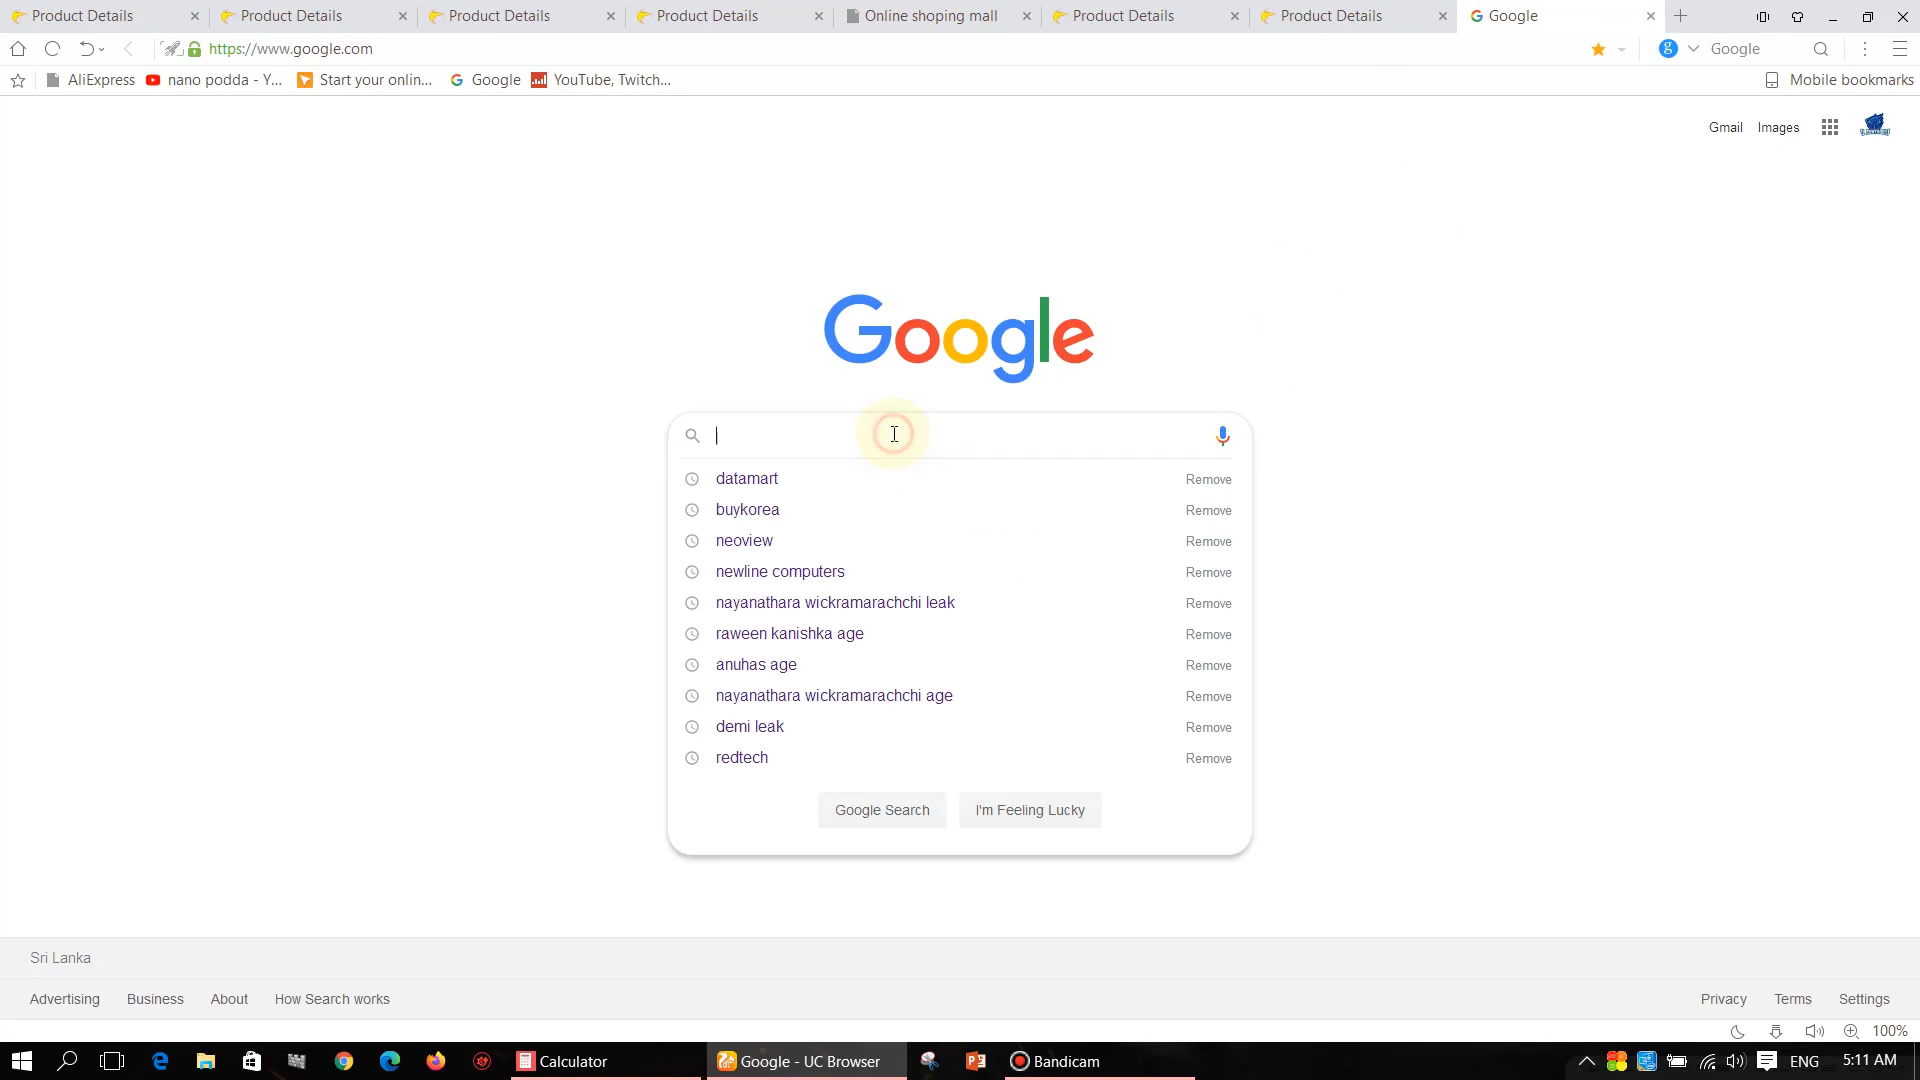 Product Details Product Details Product Details Product Details Online shoping mall Product Details Product Details Google
https://www.google.com Google
AliExpress nano podda - Y... Start your onlin... Google YouTube, Twitch... Mobile bookmarks
Gmail Images
Google
datamart Remove
buykorea Remove
neoview Remove
newline computers Remove
nayanathara wickramarachchi leak Remove
raween kanishka age Remove
anuhas age Remove
nayanathara wickramarachchi age Remove
demi leak Remove
redtech Remove
Google Search I'm Feeling Lucky
Sri Lanka
Advertising Business About How Search works Privacy Terms Settings
100%
Calculator Google - UC Browser Bandicam ENG 5:11 AM